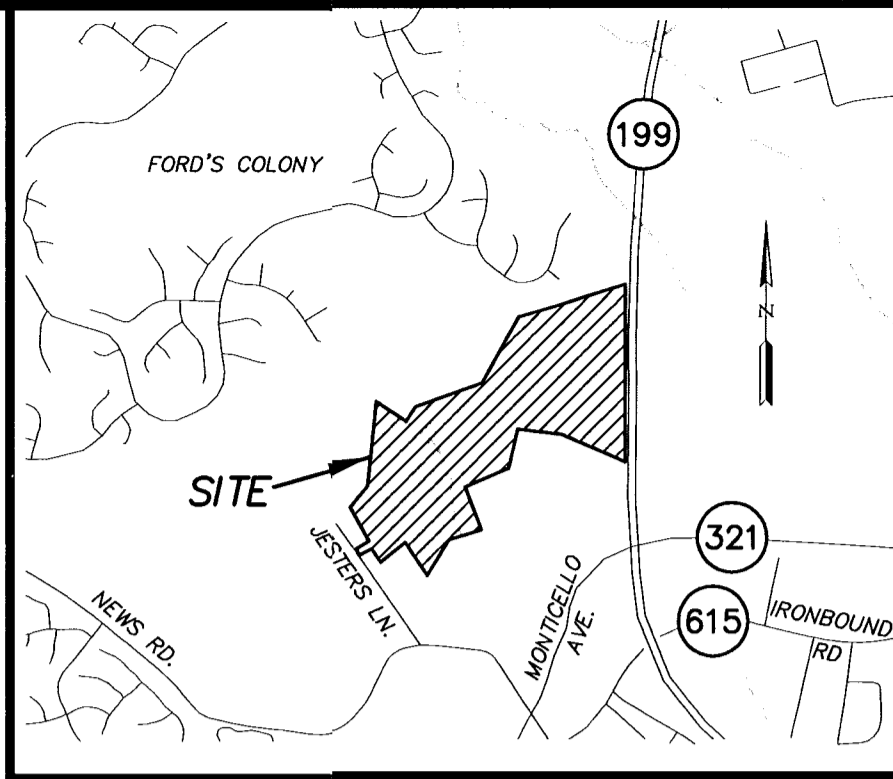 199
FORD'S COLONY
N
SITE
JESTERS LN.
321
MONTICELLO
AVE.
615
IRONBOUND
RD
NEWS RD.